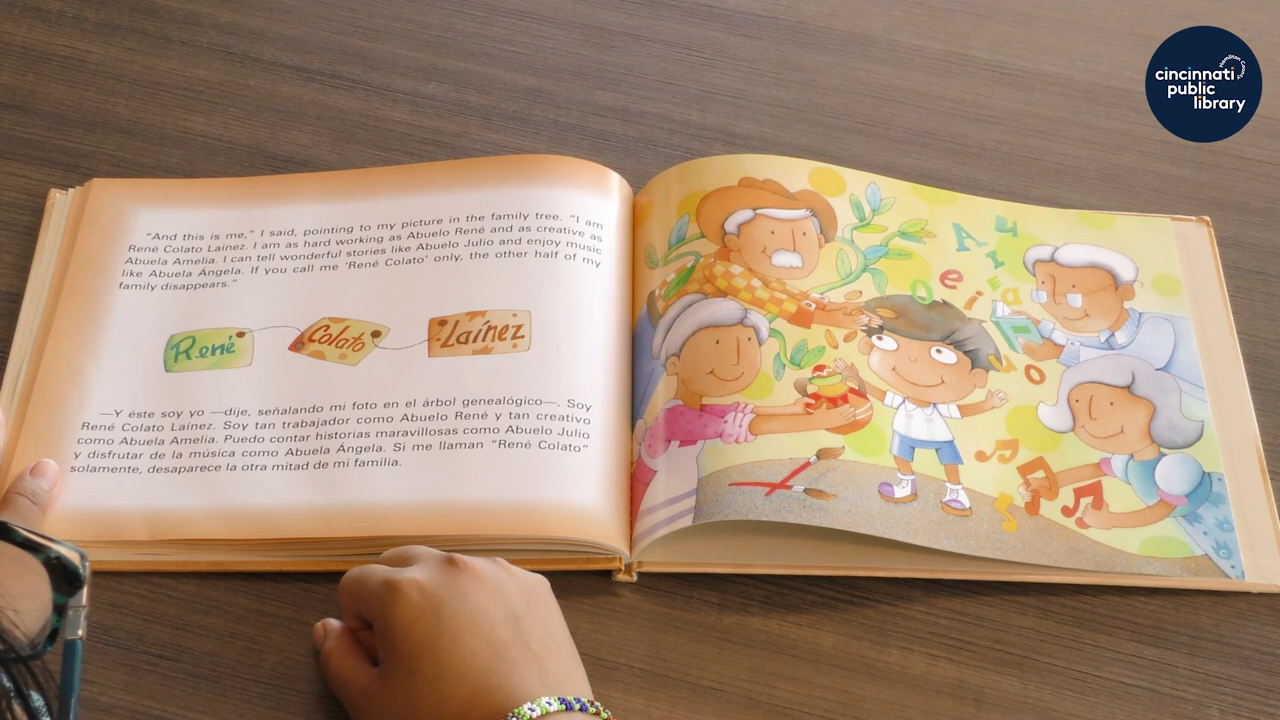 "And this is me," I said, pointing to my picture in the family tree. "I am
René Colato Laínez. I am as hard working as Abuelo René and as creative as
Abuela Amelia. I can tell wonderful stories like Abuelo Julio and enjoy music
like Abuela Ángela. If you call me 'René Colato' only, the other half of my
family disappears."
René
Colato
Laínez
—Y éste soy yo —dije, señalando mi foto en el árbol genealógico—. Soy
René Colato Laínez. Soy tan trabajador como Abuelo René y tan creativo
como Abuela Amelia. Puedo contar historias maravillosas como Abuelo Julio
y disfrutar de la música como Abuela Ángela. Si me llaman "René Colato"
solamente, desaparece la otra mitad de mi familia.
A u
I
E
o e i a
u o
cincinnati
Hamilton County
public
library